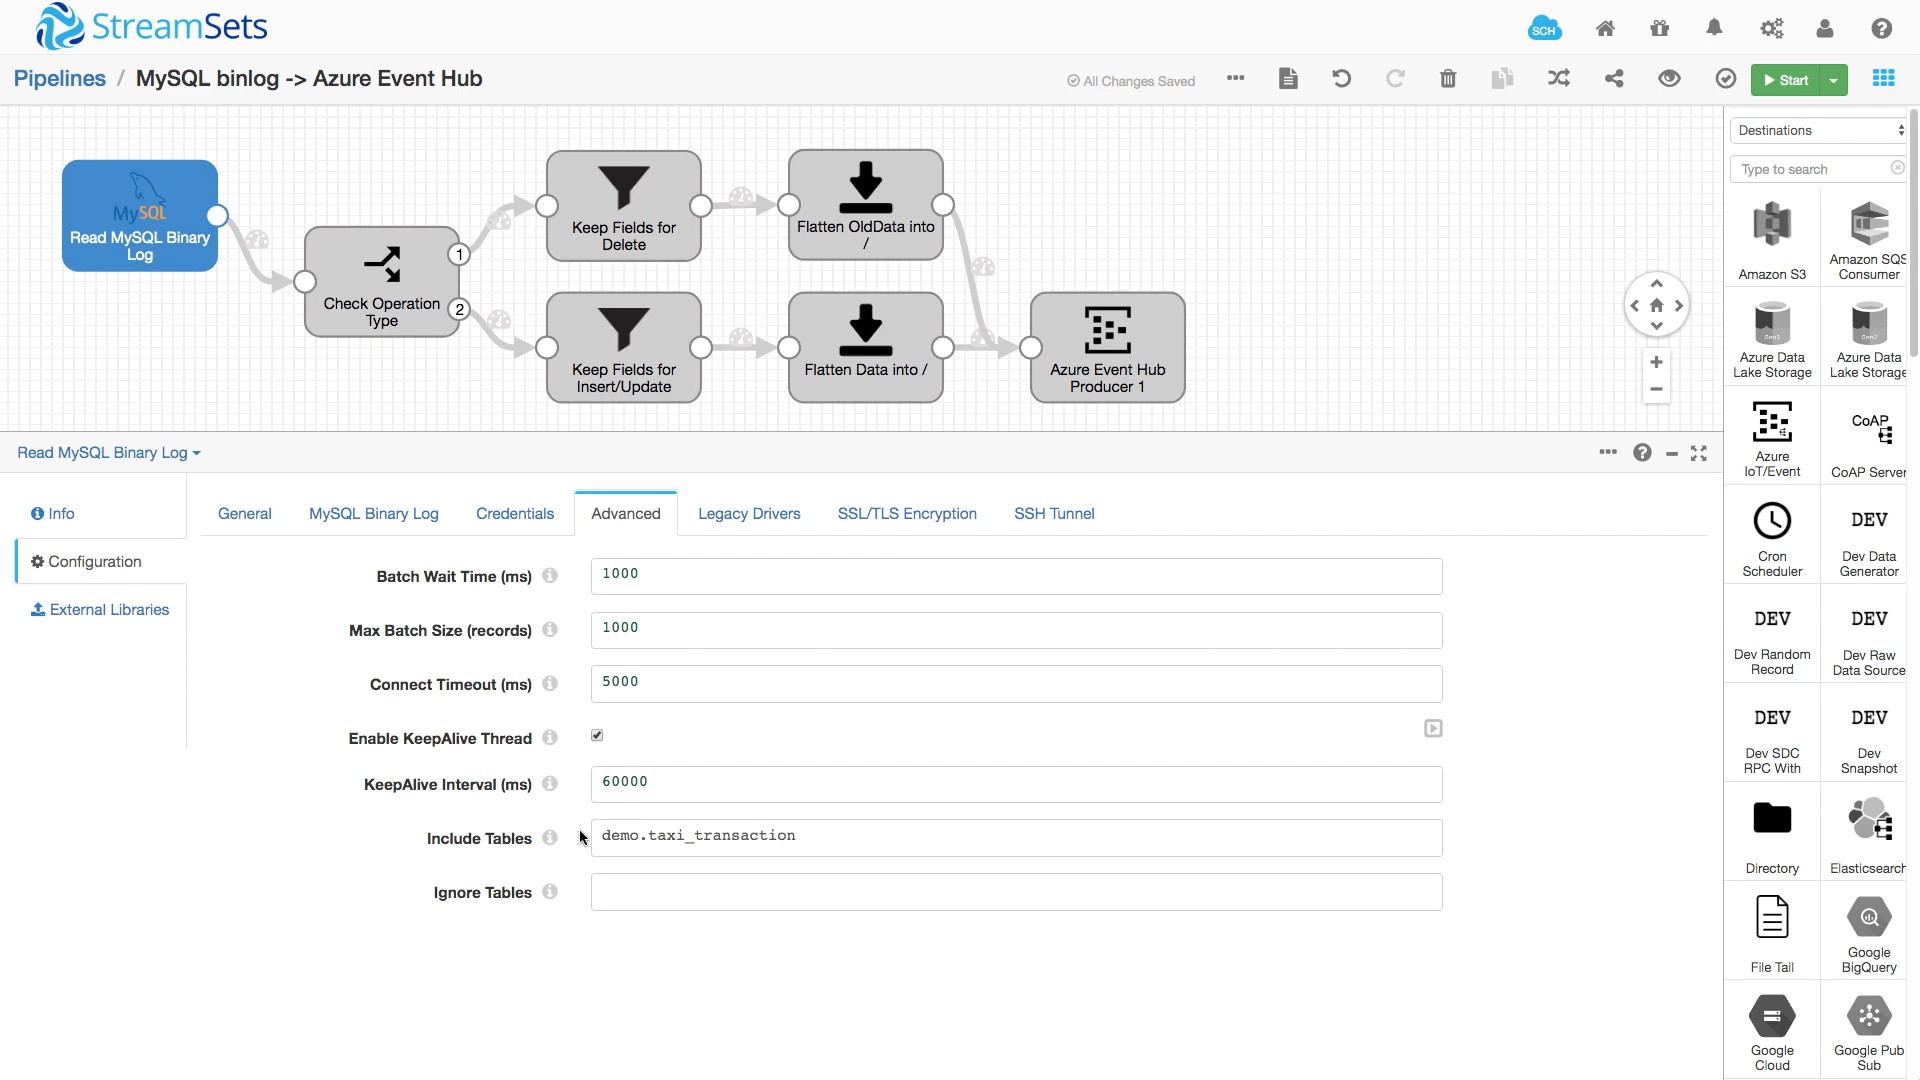 StreamSets
SCH
Pipelines / MySQL binlog -> Azure Event Hub
All Changes Saved
Start
MySQL
Read MySQL Binary
Log
Check Operation
Type
1
2
Keep Fields for
Delete
Flatten OldData into
/
Keep Fields for
Insert/Update
Flatten Data into /
Azure Event Hub
Producer 1
Destinations
Type to search
Amazon S3
Amazon SQS
Consumer
Gen1
Azure Data
Lake Storage
Gen2
Azure Data
Lake Storage
Azure
IoT/Event
CoAP
CoAP Server
Cron
Scheduler
DEV
Dev Data
Generator
DEV
Dev Random
Record
DEV
Dev Raw
Data Source
DEV
Dev SDC
RPC With
DEV
Dev
Snapshot
Directory
Elasticsearch
File Tail
Google
BigQuery
Google
Cloud
Google Pub
Sub
Read MySQL Binary Log
Info
Configuration
External Libraries
General
MySQL Binary Log
Credentials
Advanced
Legacy Drivers
SSL/TLS Encryption
SSH Tunnel
Batch Wait Time (ms)
1000
Max Batch Size (records)
1000
Connect Timeout (ms)
5000
Enable KeepAlive Thread
KeepAlive Interval (ms)
60000
Include Tables
demo.taxi_transaction
Ignore Tables